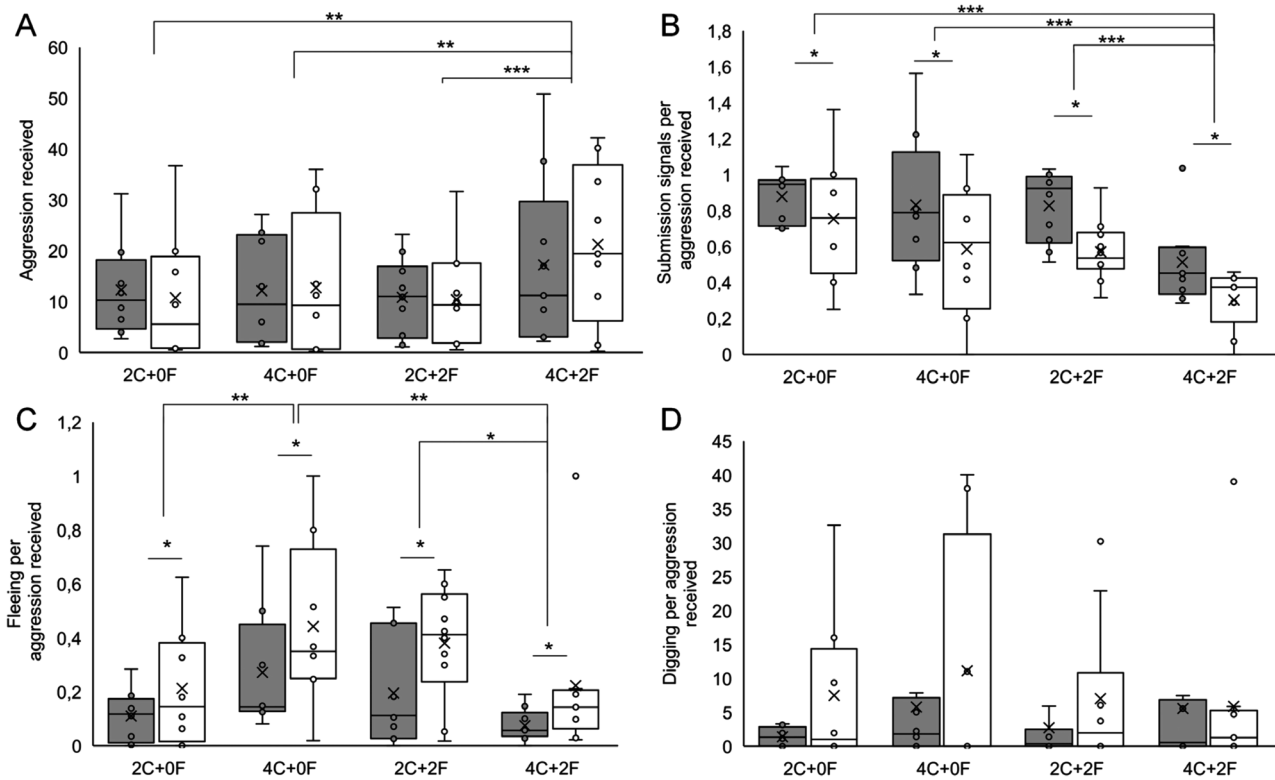 A
**
**
***
Aggression received
60
50
40
30
20
10
0
2C+0F 4C+0F 2C+2F 4C+2F
B
***
***
***
* * * *
Submission signals per
aggression received
1,8
1,6
1,4
1,2
1
0,8
0,6
0,4
0,2
0
2C+0F 4C+0F 2C+2F 4C+2F
C
** **
*
* * * *
Fleeing per
aggression received
1,2
1
0,8
0,6
0,4
0,2
0
2C+0F 4C+0F 2C+2F 4C+2F
D
Digging per aggression
received
45
40
35
30
25
20
15
10
5
0
2C+0F 4C+0F 2C+2F 4C+2F